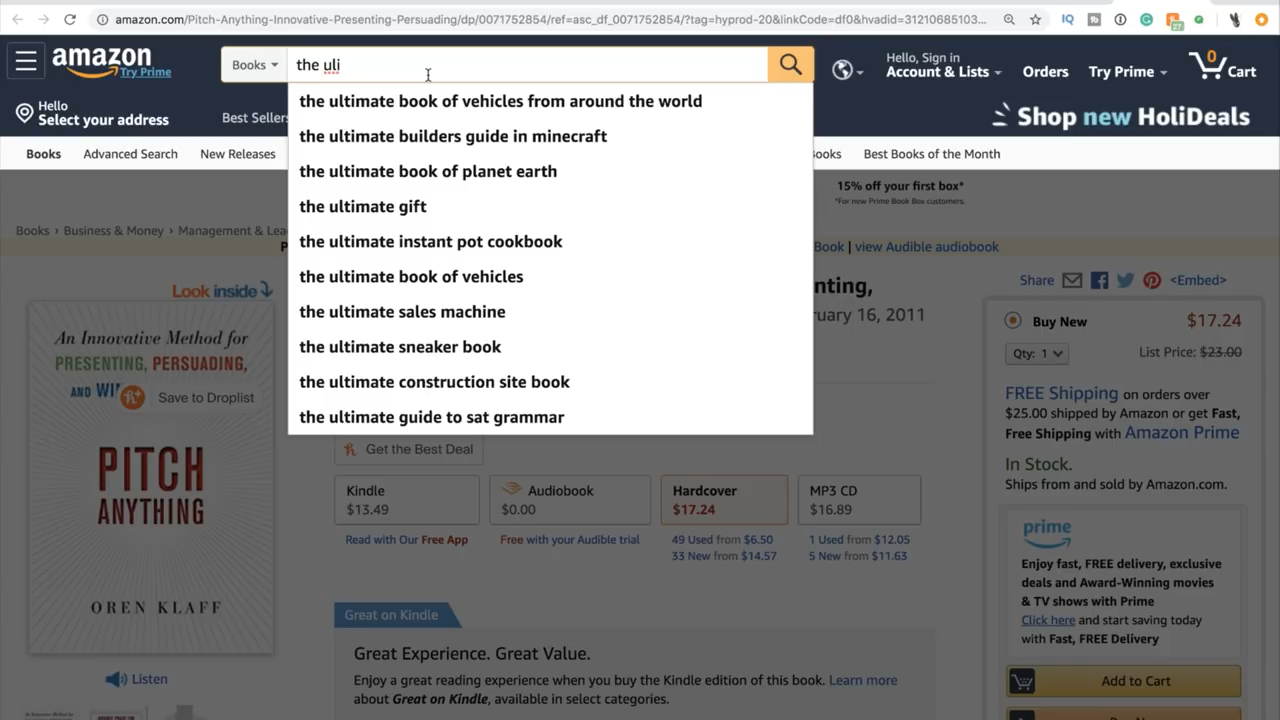 amazon.com/Pitch-Anything-Innovative-Presenting-Persuading/dp/0071752854/ref=asc_df_0071752854/?tag=hyprod-20&linkCode=df0&hvadid=31210685103...
27
amazon
Try Prime
Books
the uli
Hello, Sign in
Account & Lists
Orders
Try Prime
0
Cart
Hello
Select your address
Best Sellers
Shop new HoliDeals
Books
Advanced Search
New Releases
Books
Best Books of the Month
the ultimate book of vehicles from around the world
the ultimate builders guide in minecraft
the ultimate book of planet earth
the ultimate gift
the ultimate instant pot cookbook
the ultimate book of vehicles
the ultimate sales machine
the ultimate sneaker book
the ultimate construction site book
the ultimate guide to sat grammar
15% off your first box*
*For new Prime Book Box customers.
Books › Business & Money › Management & Lea
P
Book | view Audible audiobook
Look inside
nting,
ruary 16, 2011
An Innovative Method for
PRESENTING, PERSUADING,
AND WI
Save to Droplist
PITCH
ANYTHING
OREN KLAFF
Listen
Get the Best Deal
Kindle
$13.49
Audiobook
$0.00
Hardcover
$17.24
MP3 CD
$16.89
Read with Our Free App
Free with your Audible trial
49 Used from $6.50
33 New from $14.57
1 Used from $12.05
5 New from $11.63
Great on Kindle
Great Experience. Great Value.
Enjoy a great reading experience when you buy the Kindle edition of this book. Learn more
about Great on Kindle, available in select categories.
Share
<Embed>
Buy New
$17.24
Qty: 1
List Price: $23.00
FREE Shipping on orders over
$25.00 shipped by Amazon or get Fast,
Free Shipping with Amazon Prime
In Stock.
Ships from and sold by Amazon.com.
prime
Enjoy fast, FREE delivery, exclusive
deals and Award-Winning movies
& TV shows with Prime
Click here and start saving today
with Fast, FREE Delivery
Add to Cart